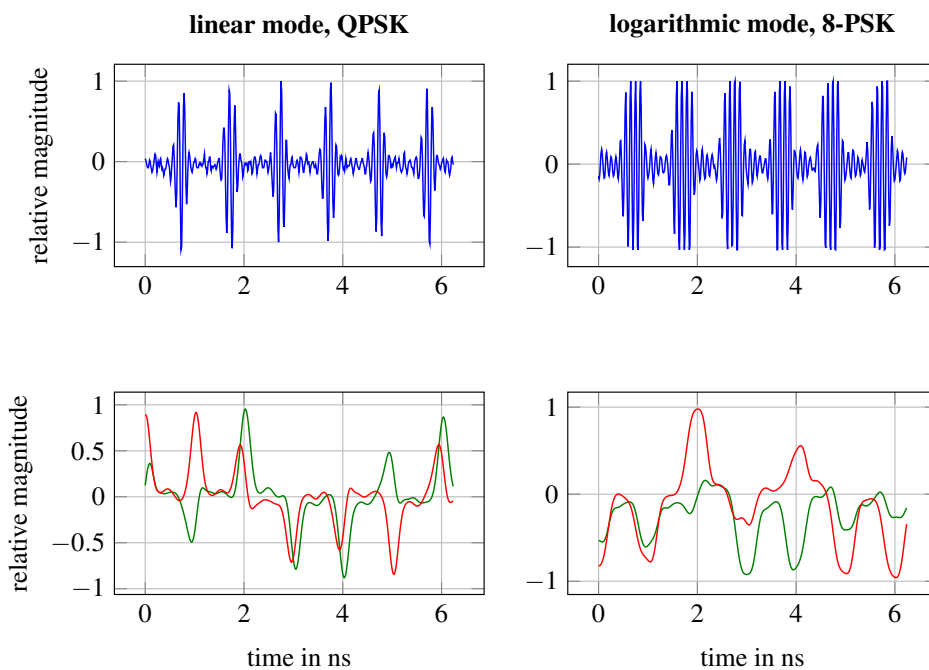 linear mode, QPSK
logarithmic mode, 8-PSK
relative magnitude
1
0
−1
0 2 4 6
1
0
−1
0 2 4 6
relative magnitude
1
0.5
0
−0.5
−1
0 2 4 6
time in ns
1
0
−1
0 2 4 6
time in ns